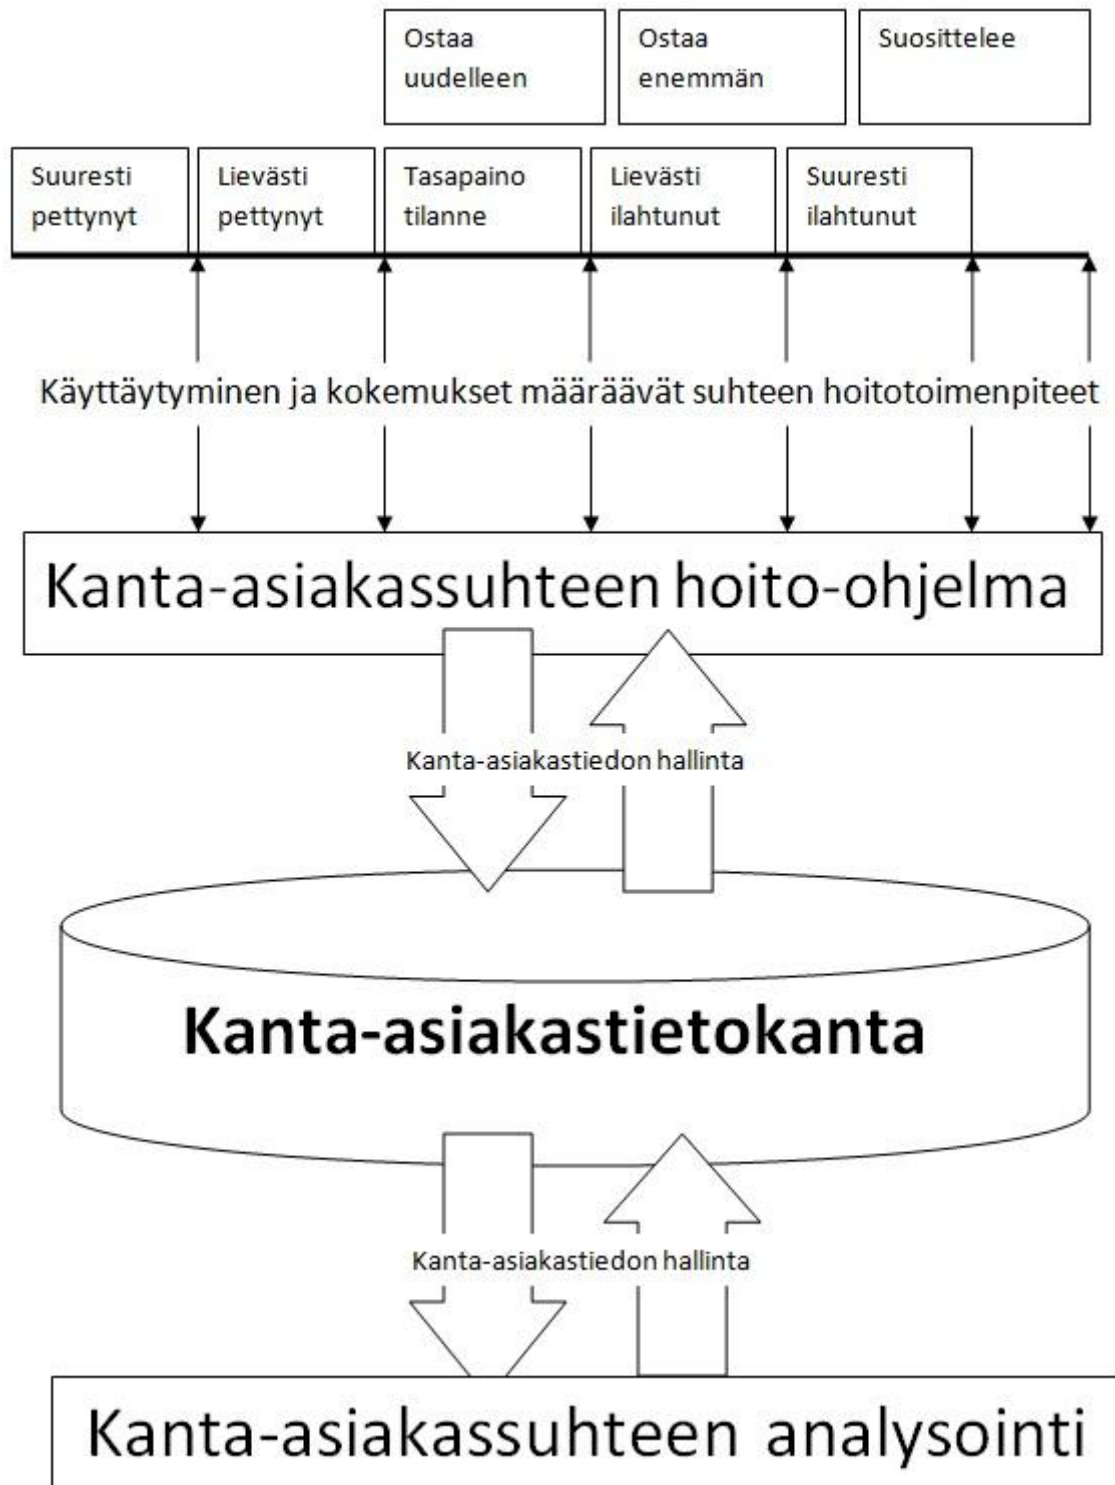 Ostaa
uudelleen
Ostaa
enemmän
Suosittelee
Suuresti
pettynyt
Lievästi
pettynyt
Tasapaino
tilanne
Lievästi
ilahtunut
Suuresti
ilahtunut
Käyttäytyminen ja kokemukset määräävät suhteen hoitotoimenpiteet
Kanta-asiakassuhteen hoito-ohjelma
Kanta-asiakastiedon hallinta
Kanta-asiakastietokanta
Kanta-asiakastiedon hallinta
Kanta-asiakassuhteen analysointi